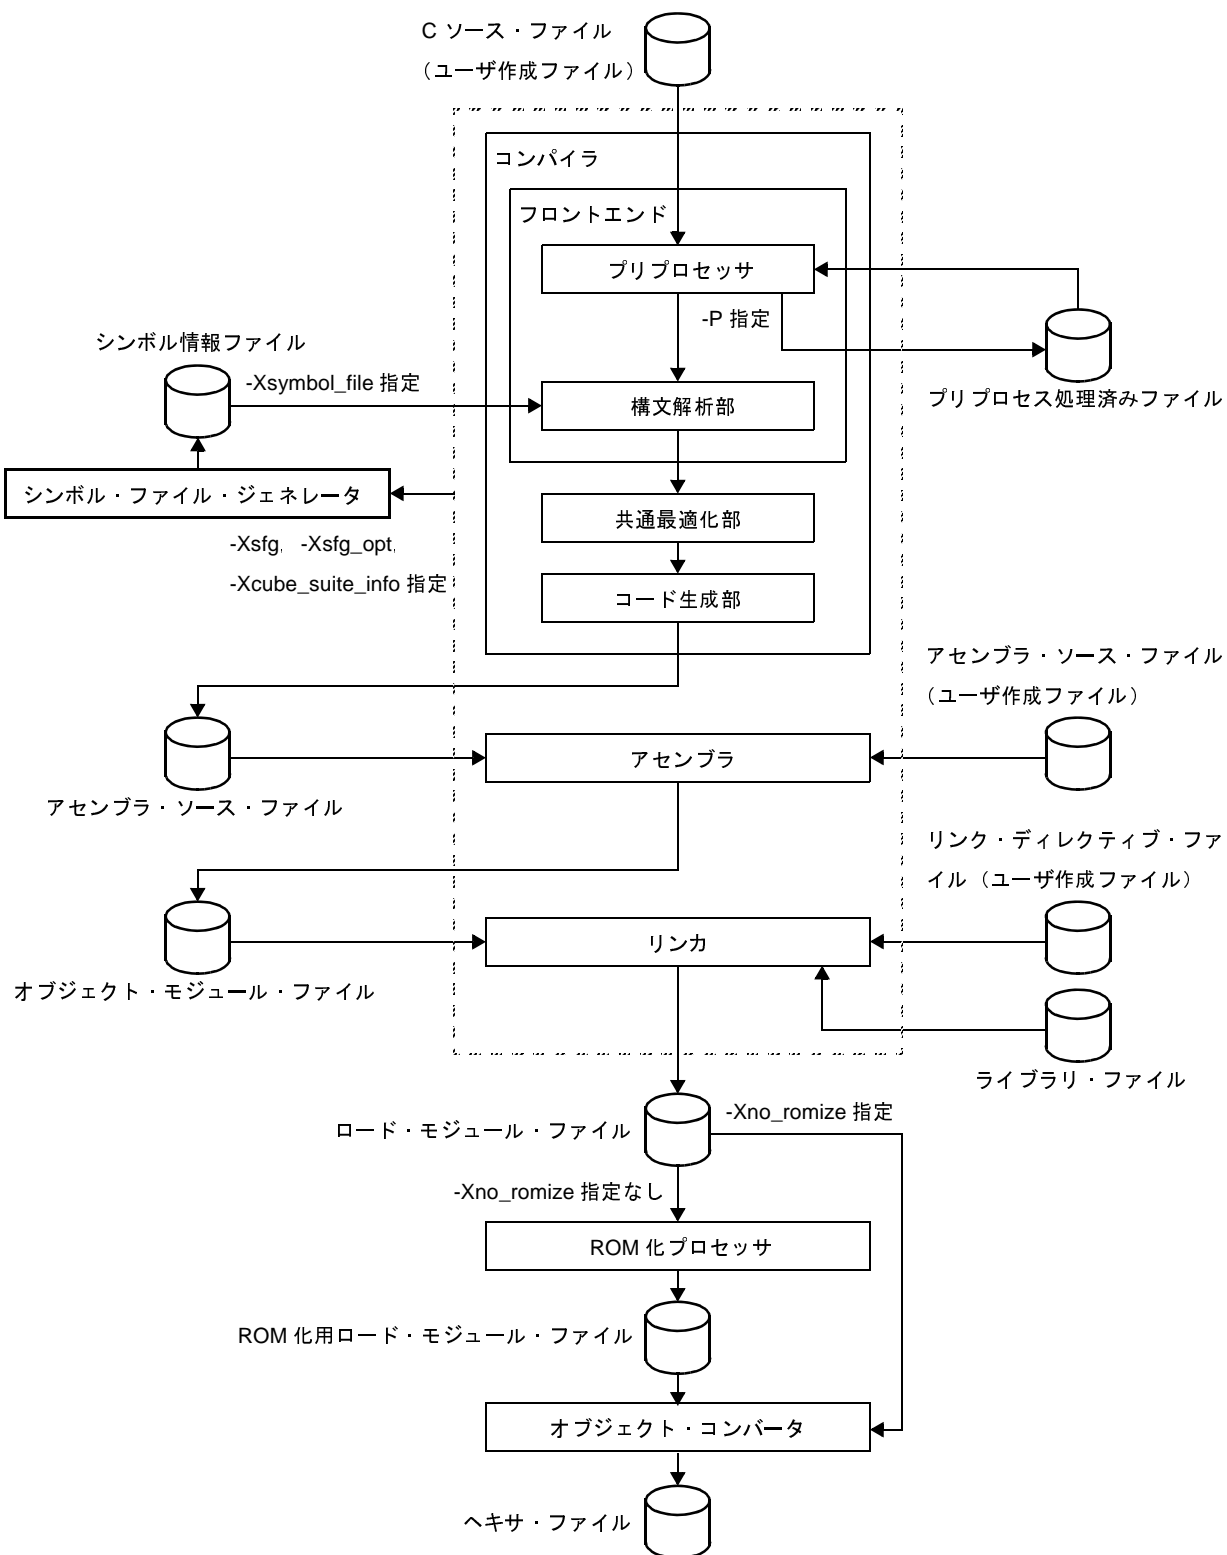 C ソース・ファイル
（ユーザ作成ファイル）
コンパイラ
フロントエンド
プリプロセッサ
-P 指定
シンボル情報ファイル
-Xsymbol_file 指定
構文解析部
プリプロセス処理済みファイル
シンボル・ファイル・ジェネレータ
共通最適化部
-Xsfg, -Xsfg_opt,
-Xcube_suite_info 指定
コード生成部
アセンブラ・ソース・ファイル
（ユーザ作成ファイル）
アセンブラ
アセンブラ・ソース・ファイル
リンク・ディレクティブ・ファ
イル（ユーザ作成ファイル）
リンカ
オブジェクト・モジュール・ファイル
ライブラリ・ファイル
-Xno_romize 指定
ロード・モジュール・ファイル
-Xno_romize 指定なし
ROM 化プロセッサ
ROM 化用ロード・モジュール・ファイル
オブジェクト・コンバータ
ヘキサ・ファイル